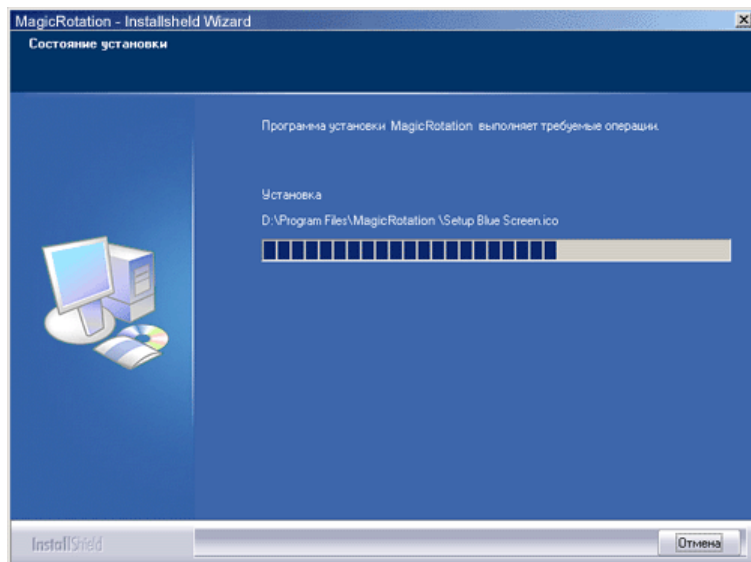 MagicRotation - Installsheld Wizard
Состояние установки
Программа установки MagicRotation выполняет требуемые операции.
Установка
D:\Program Files\MagicRotation \Setup Blue Screen.ico
InstallShield
Отмена